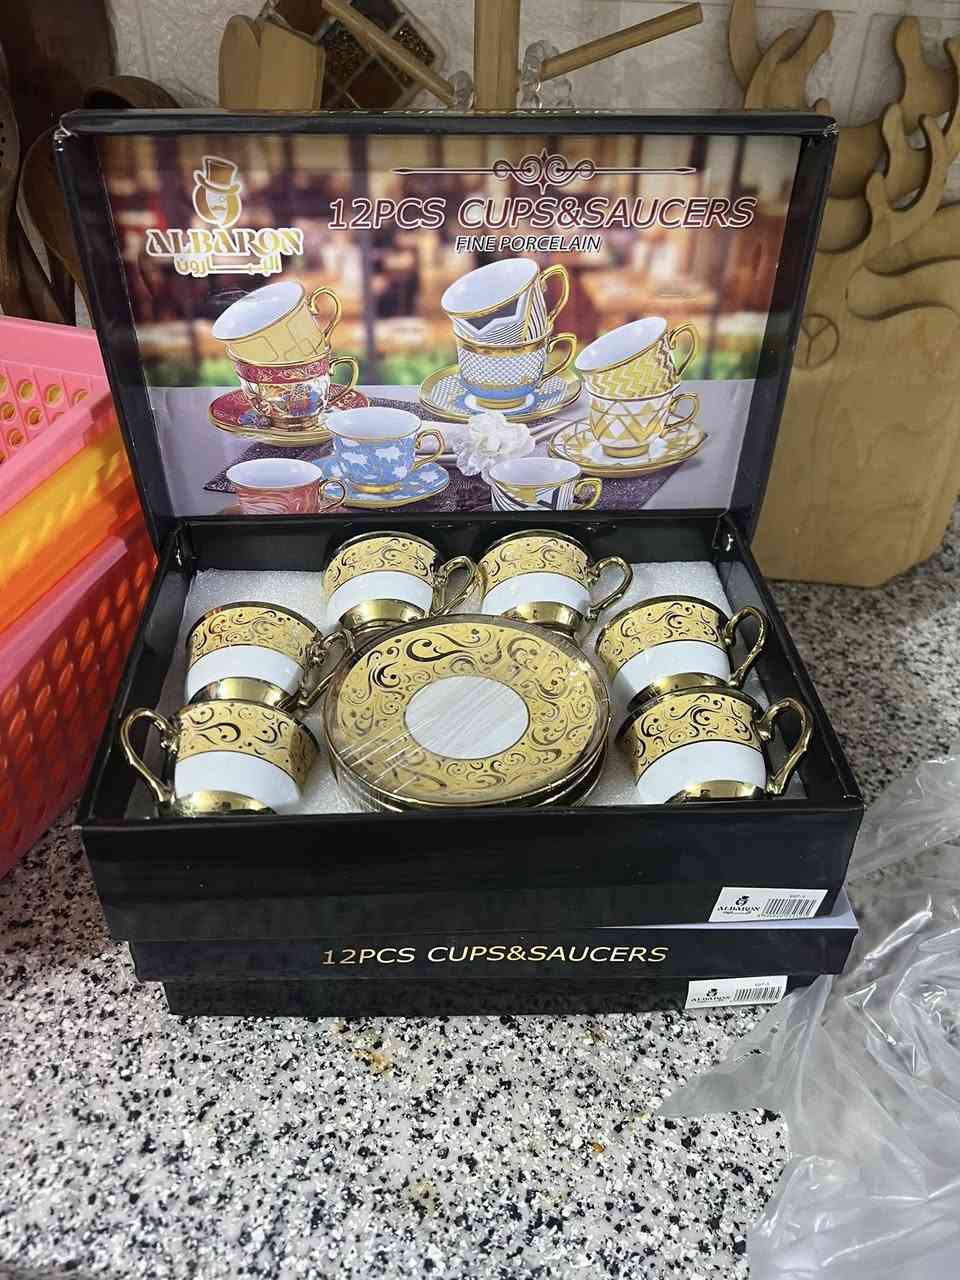 12PCS CUPS&SAUCERS
FINE PORCELAIN
ALBARON
البارون
12PCS CUPS&SAUCERS
ALBARON
ALBARON